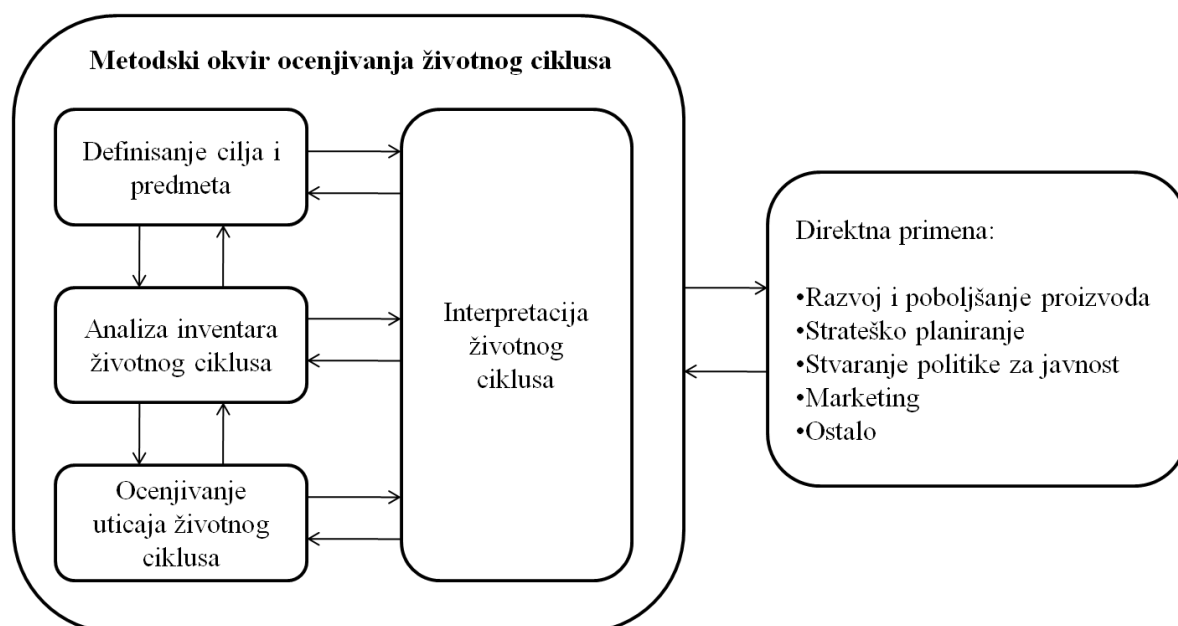 Metodski okvir ocenjivanja životnog ciklusa
Definisanje cilja i
predmeta
Analiza inventara
životnog ciklusa
Ocenjivanje
uticaja životnog
ciklusa
Interpretacija
životnog
ciklusa
Direktna primena:
•Razvoj i poboljšanje proizvoda
•Strateško planiranje
•Stvaranje politike za javnost
•Marketing
•Ostalo